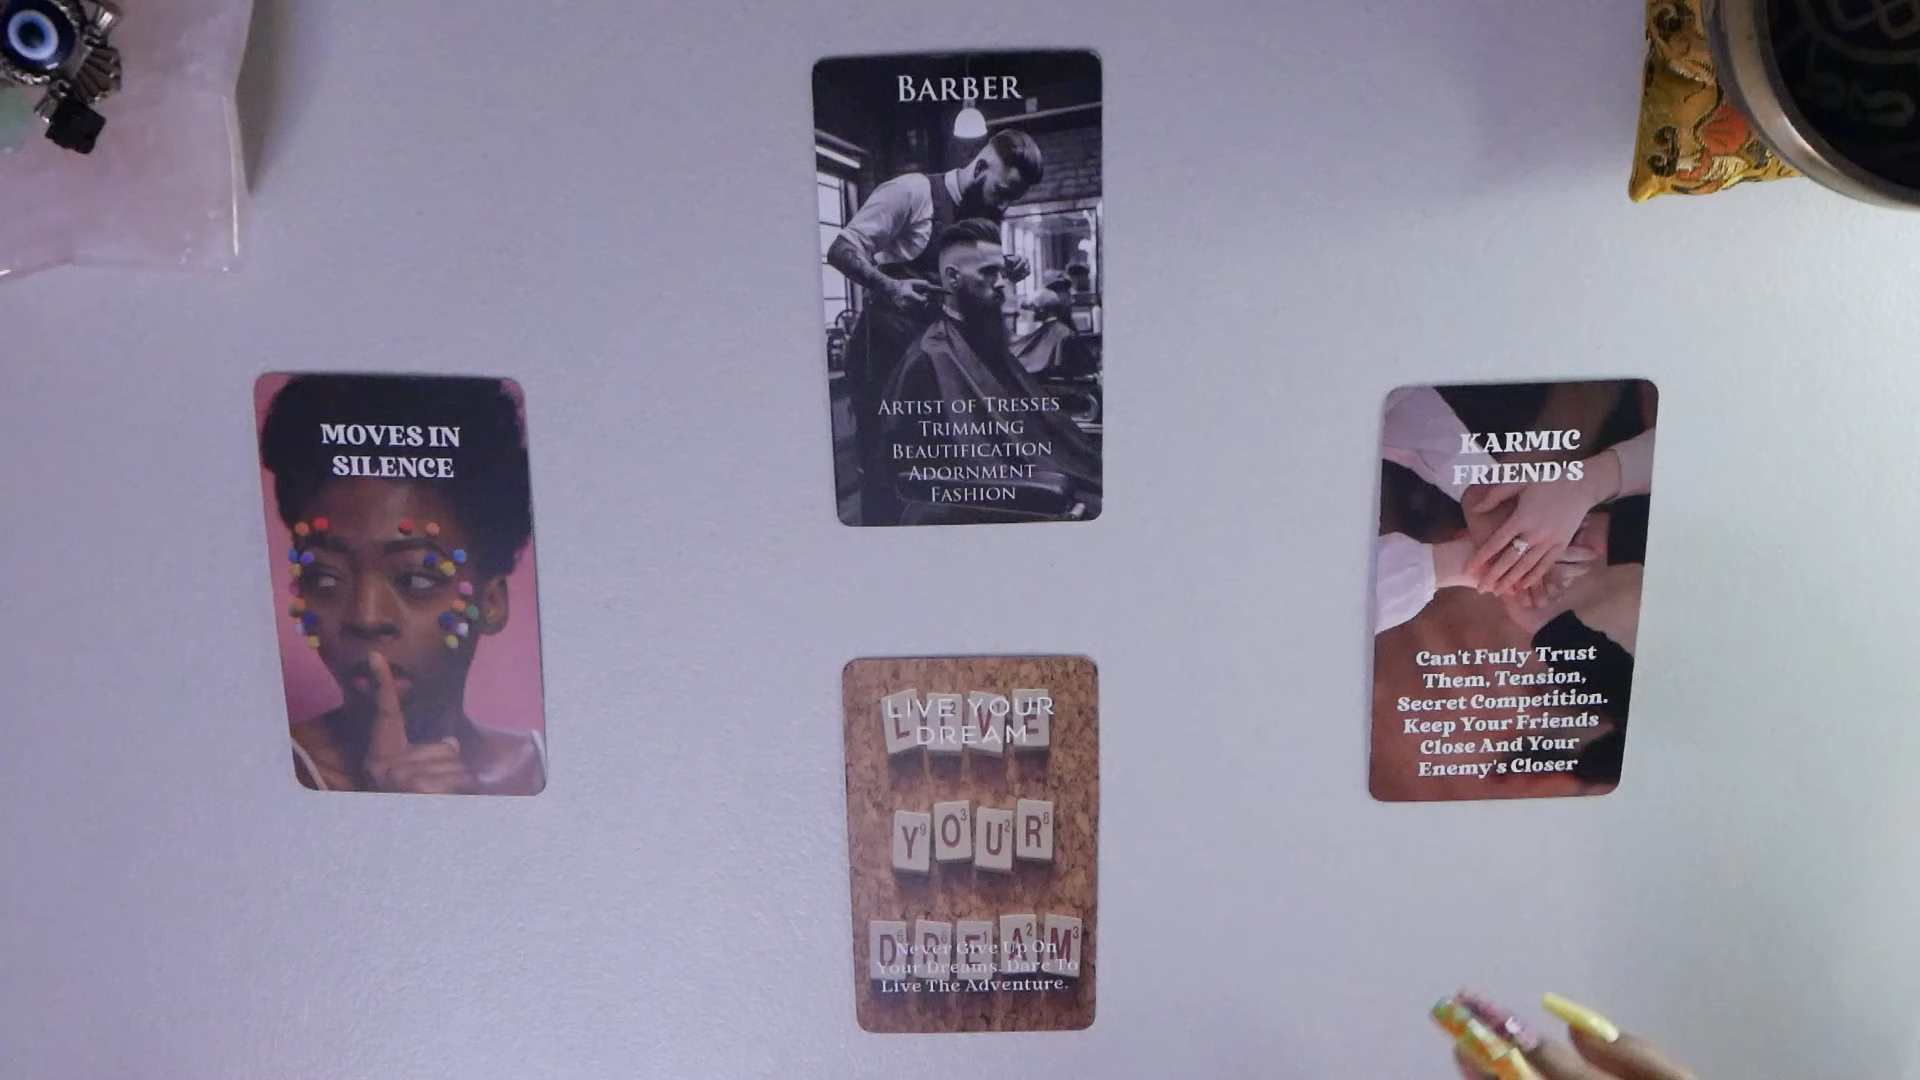 BARBER
ARTIST OF TRESSES
TRIMMING
BEAUTIFICATION
ADORNMENT
FASHION
MOVES IN
SILENCE
KARMIC
FRIEND'S
Can't Fully Trust
Them, Tension,
Secret Competition.
Keep Your Friends
Close And Your
Enemy's Closer
LIVE YOUR
DREAM
LIVE
YOUR
DREAM
Never Give Up On
Your Dreams. Dare To
Live The Adventure.